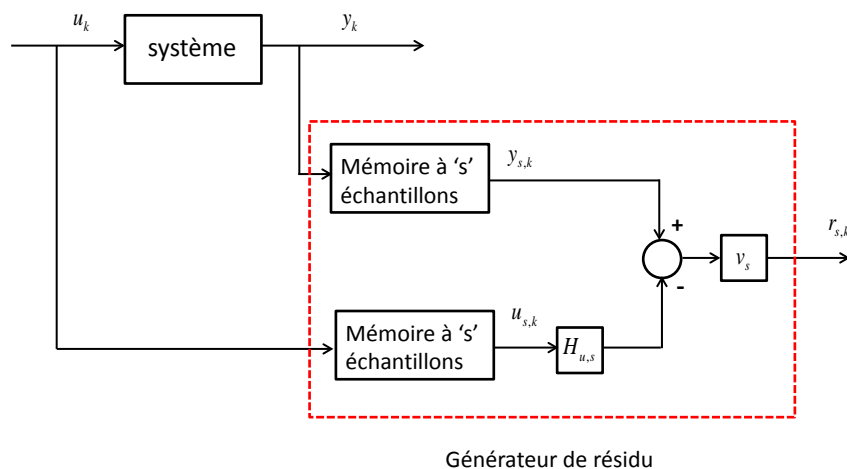 u_k
système
y_k
Mémoire à 's'
échantillons
y_{s,k}
+
r_{s,k}
v_s
-
Mémoire à 's'
échantillons
u_{s,k}
H_{u,s}
Générateur de résidu